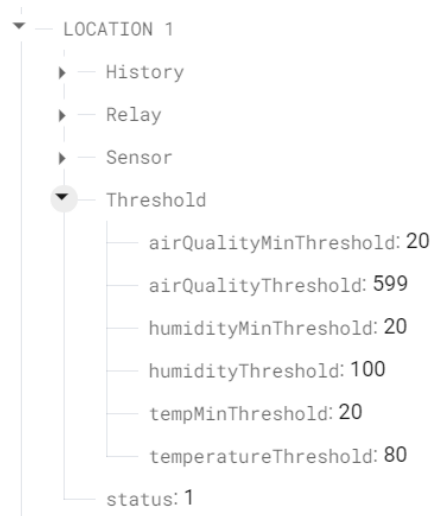 LOCATION 1
History
Relay
Sensor
Threshold
airQualityMinThreshold: 20
airQualityThreshold: 599
humidityMinThreshold: 20
humidityThreshold: 100
tempMinThreshold: 20
temperatureThreshold: 80
status: 1